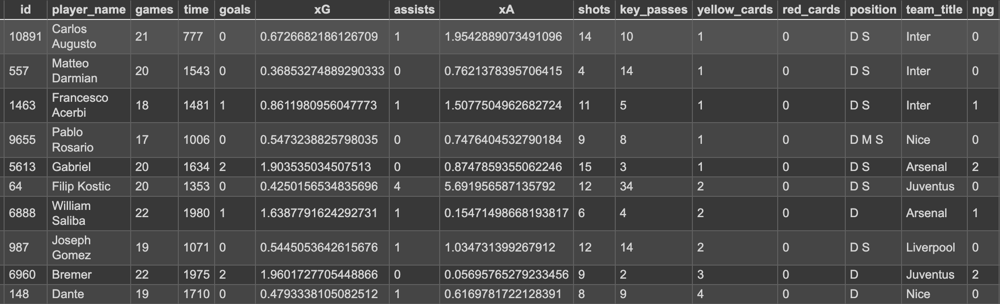 id player_name games time goals xG assists xA shots key_passes yellow_cards red_cards position team_title npg
10891 Carlos Augusto 21 777 0 0.6726682186126709 1 1.9542889073491096 14 10 1 0 D S Inter 0
557 Matteo Darmian 20 1543 0 0.36853274889290333 0 0.7621378395706415 4 14 1 0 D S Inter 0
1463 Francesco Acerbi 18 1481 1 0.8611980956047773 1 1.5077504962682724 11 5 1 0 D S Inter 1
9655 Pablo Rosario 17 1006 0 0.5473238825798035 0 0.7476404532790184 9 8 1 0 D M S Nice 0
5613 Gabriel 20 1634 2 1.903535034507513 0 0.8747859355062246 15 3 1 0 D S Arsenal 2
64 Filip Kostic 20 1353 0 0.4250156534835696 4 5.691956587135792 12 34 2 0 D S Juventus 0
6888 William Saliba 22 1980 1 1.6387791624292731 1 0.15471498668193817 6 4 2 0 D Arsenal 1
987 Joseph Gomez 19 1071 0 0.5445053642615676 1 1.034731399267912 12 14 2 0 D S Liverpool 0
6960 Bremer 22 1975 2 1.9601727705448866 0 0.05695765279233456 9 2 3 0 D Juventus 2
148 Dante 19 1710 0 0.4793338105082512 1 0.6169781722128391 8 9 4 0 D Nice 0